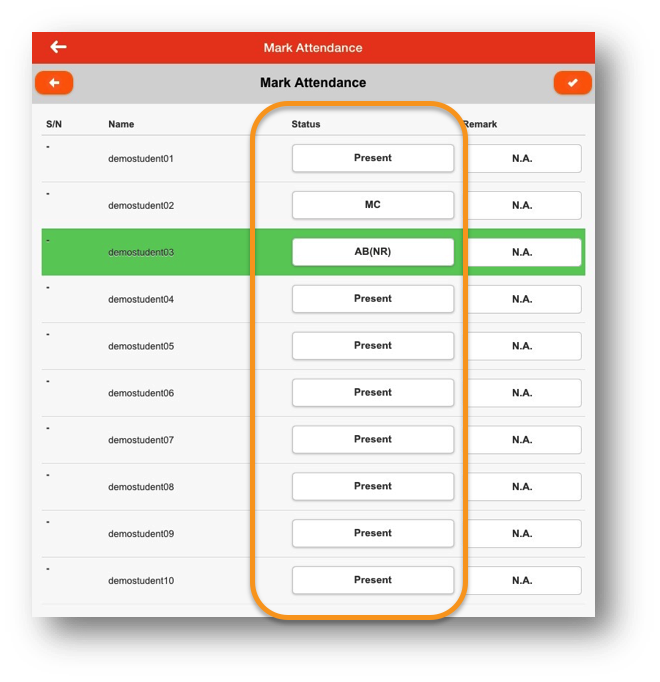 Mark Attendance
Mark Attendance
S/N Name Status Remark
- demostudent01 Present N.A.
- demostudent02 MC N.A.
- demostudent03 AB(NR) N.A.
- demostudent04 Present N.A.
- demostudent05 Present N.A.
- demostudent06 Present N.A.
- demostudent07 Present N.A.
- demostudent08 Present N.A.
- demostudent09 Present N.A.
- demostudent10 Present N.A.